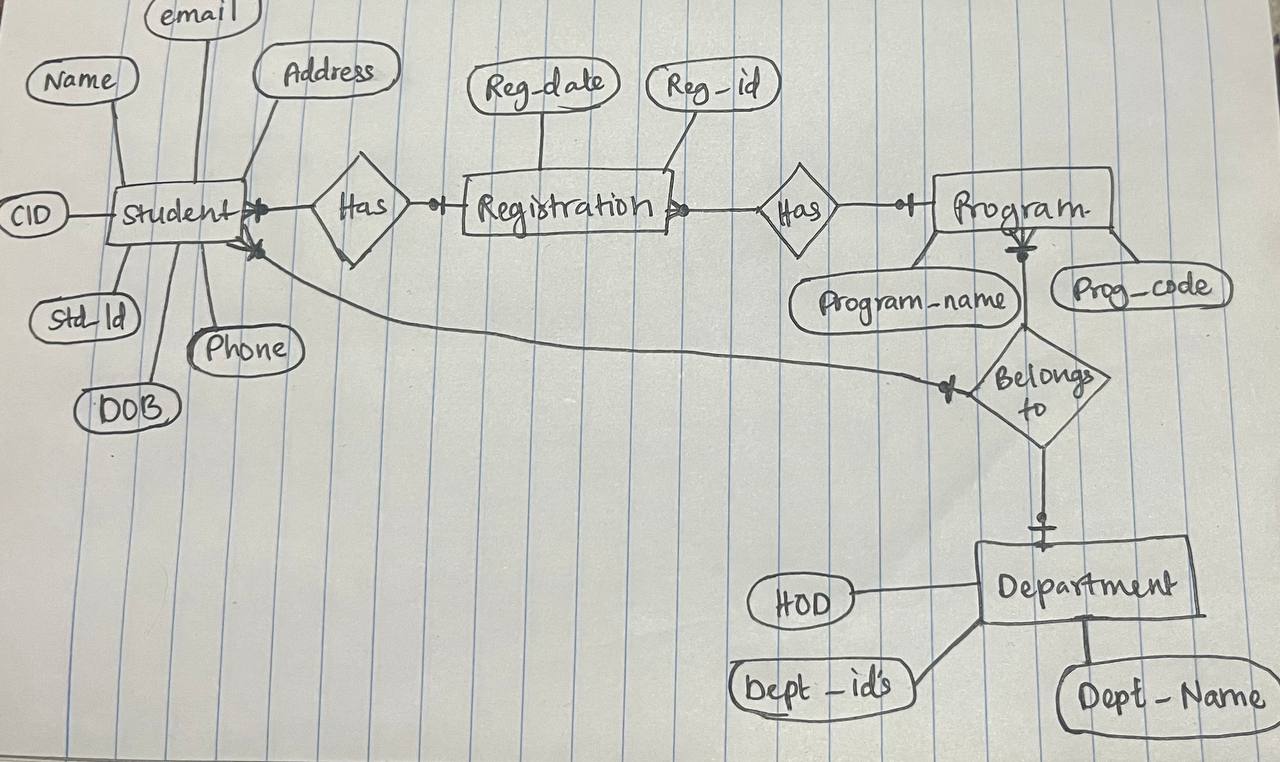 email
Name
Address
Reg-date
Reg-id
CID
Student
Has
Registration
Has
Program
Std-Id
Phone
DOB
Program-name
Prog-code
Belongs
to
HOD
Department
Dept-id's
Dept-Name